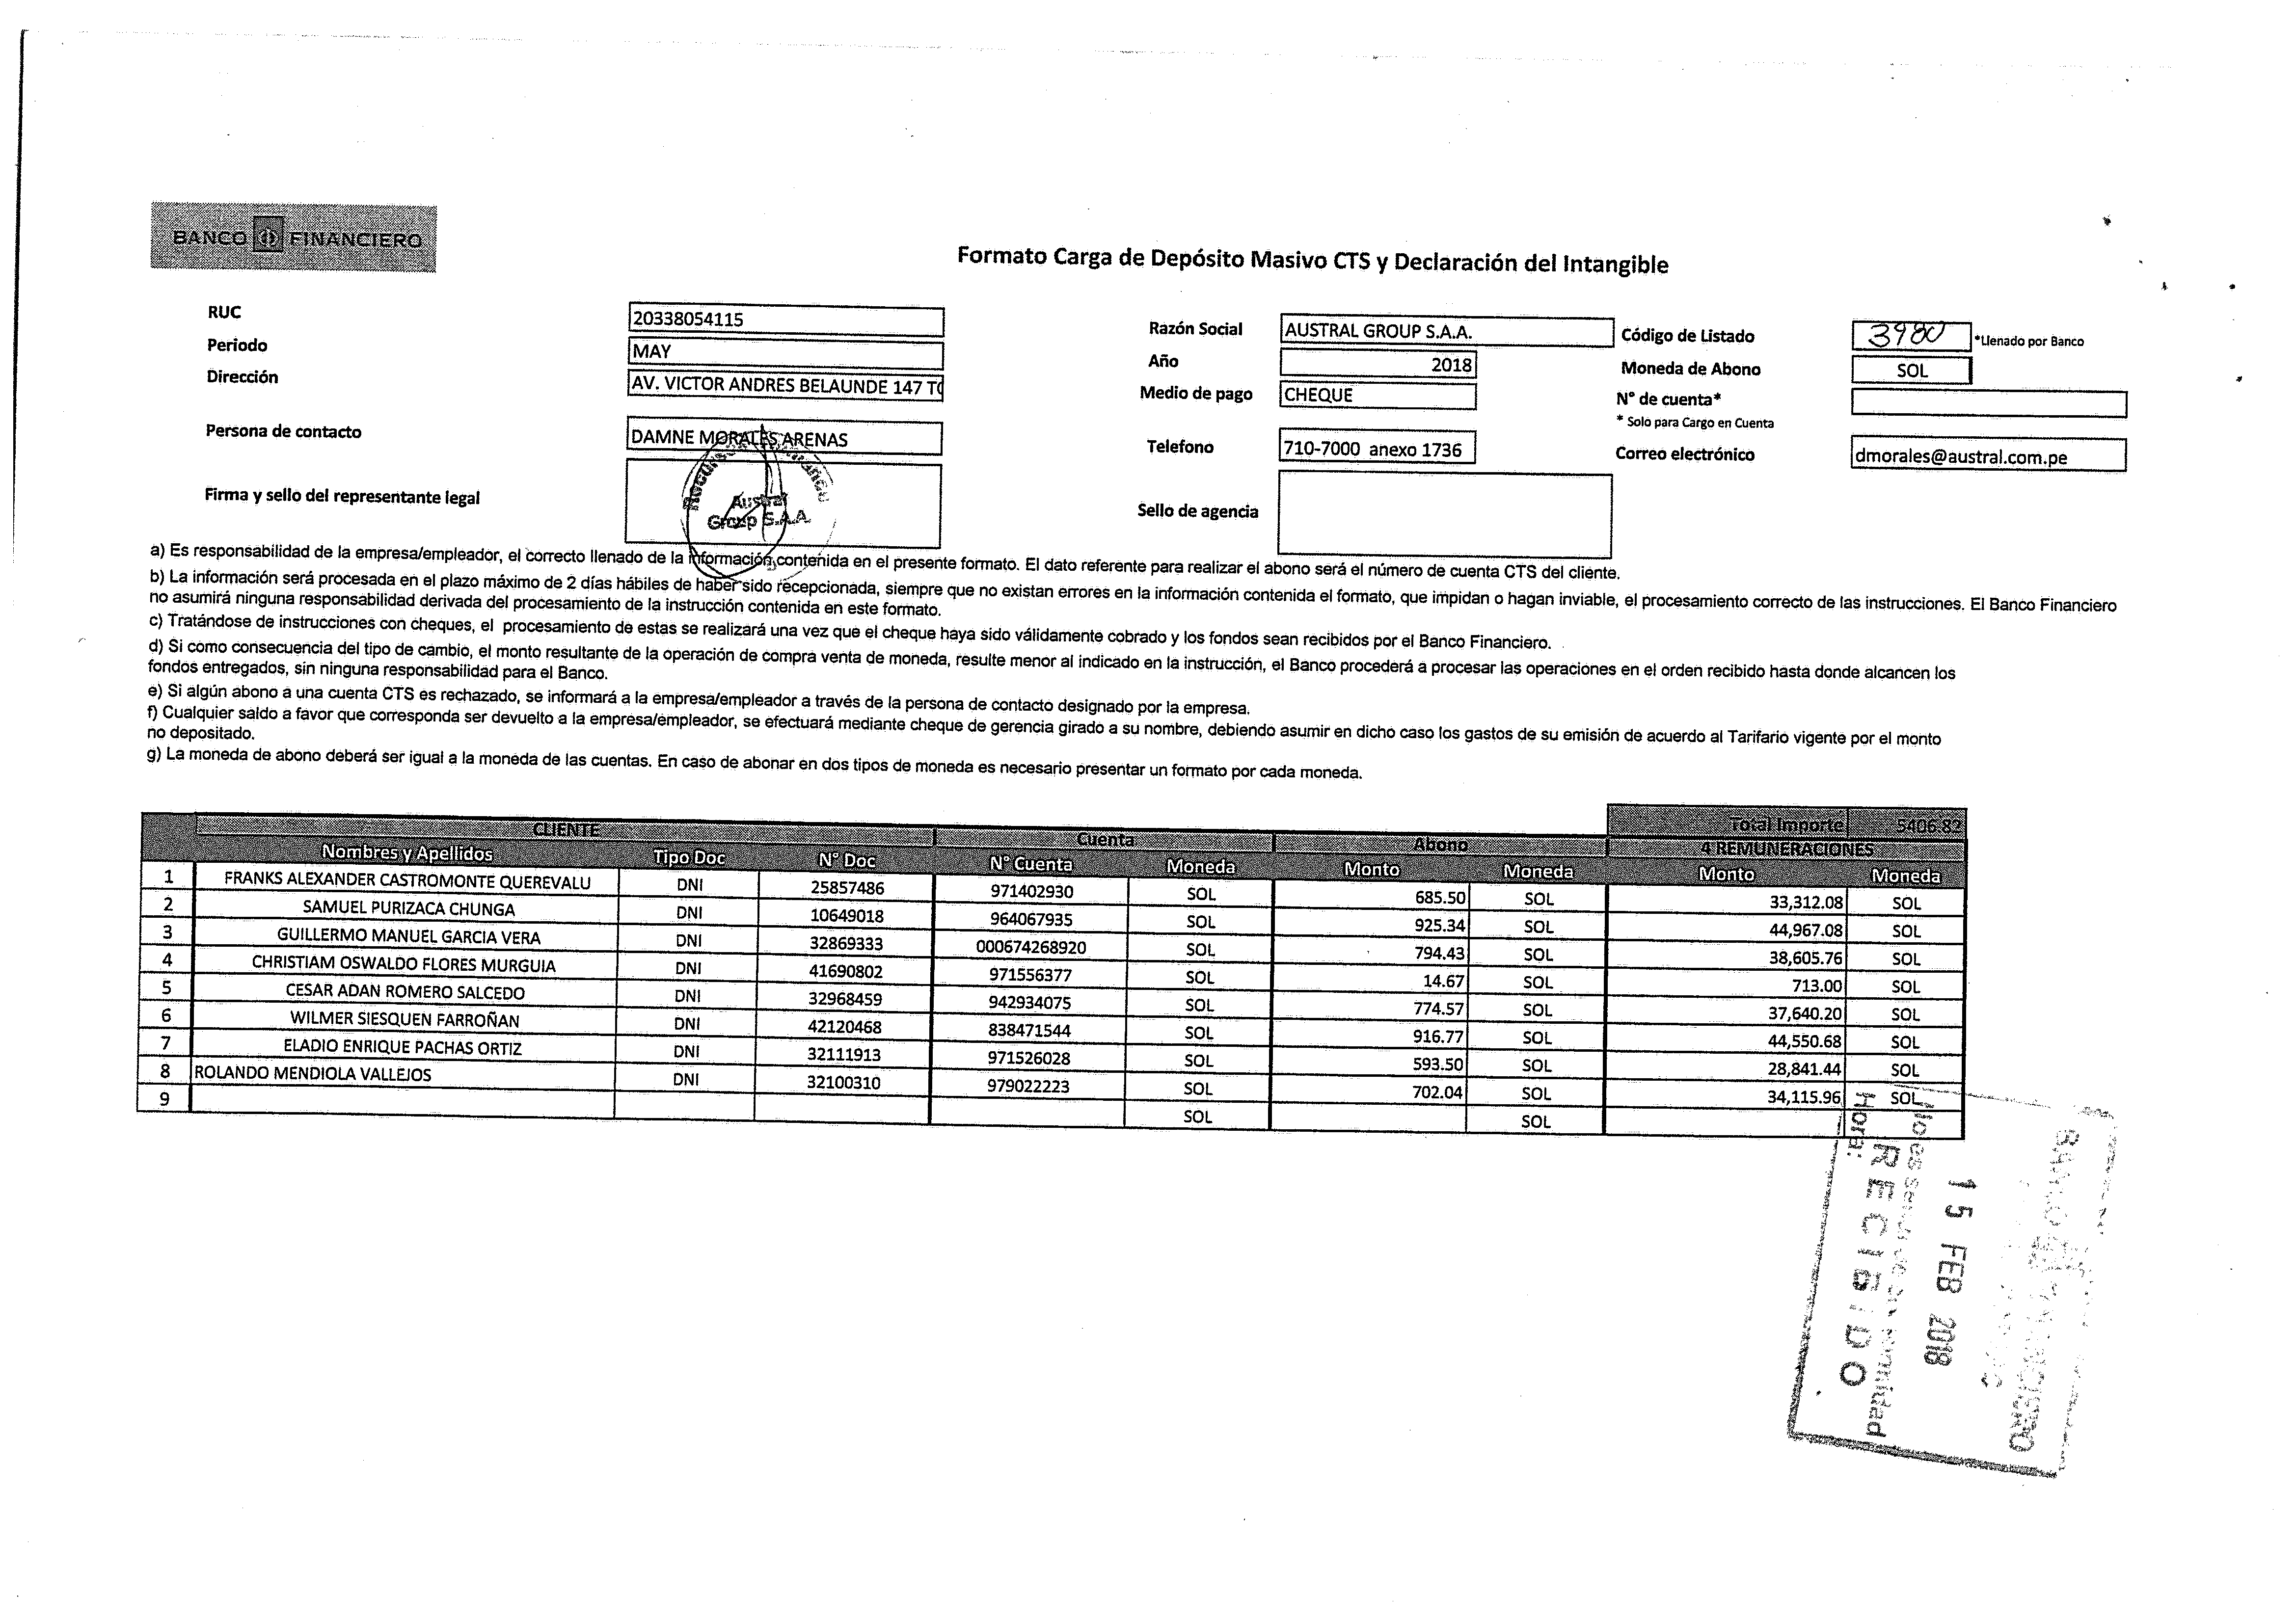 BANCO FINANCIERO
Formato Carga de Depósito Masivo CTS y Declaración del Intangible
RUC 20338054115 Razón Social AUSTRAL GROUP S.A.A. Código de Listado 3980 *Llenado por Banco
Periodo MAY Año 2018 Moneda de Abono SOL
Dirección AV. VICTOR ANDRES BELAUNDE 147 TO Medio de pago CHEQUE N° de cuenta*
* Solo para Cargo en Cuenta
Persona de contacto DAMNE MORALES ARENAS Telefono 710-7000 anexo 1736 Correo electrónico dmorales@austral.com.pe
Firma y sello del representante legal Austral Group S.A.A. Sello de agencia
a) Es responsabilidad de la empresa/empleador, el correcto llenado de la información contenida en el presente formato. El dato referente para realizar el abono será el número de cuenta CTS del cliente.
b) La información será procesada en el plazo máximo de 2 días hábiles de haber sido recepcionada, siempre que no existan errores en la información contenida el formato, que impidan o hagan inviable, el procesamiento correcto de las instrucciones. El Banco Financiero
no asumirá ninguna responsabilidad derivada del procesamiento de la instrucción contenida en este formato.
c) Tratándose de instrucciones con cheques, el procesamiento de estas se realizará una vez que el cheque haya sido válidamente cobrado y los fondos sean recibidos por el Banco Financiero.
d) Si como consecuencia del tipo de cambio, el monto resultante de la operación de compra venta de moneda, resulte menor al indicado en la instrucción, el Banco procederá a procesar las operaciones en el orden recibido hasta donde alcancen los
fondos entregados, sin ninguna responsabilidad para el Banco.
e) Si algún abono a una cuenta CTS es rechazado, se informará a la empresa/empleador a través de la persona de contacto designado por la empresa.
f) Cualquier saldo a favor que corresponda ser devuelto a la empresa/empleador, se efectuará mediante cheque de gerencia girado a su nombre, debiendo asumir en dicho caso los gastos de su emisión de acuerdo al Tarifario vigente por el monto
no depositado.
g) La moneda de abono deberá ser igual a la moneda de las cuentas. En caso de abonar en dos tipos de moneda es necesario presentar un formato por cada moneda.
Total Importe 5406.82
CLIENTE Cuenta Abono 4 REMUNERACIONES
Nombres y Apellidos Tipo Doc N° Doc N° Cuenta Moneda Monto Moneda Monto Moneda
1 FRANKS ALEXANDER CASTROMONTE QUEREVALU DNI 25857486 971402930 SOL 685.50 SOL 33,312.08 SOL
2 SAMUEL PURIZACA CHUNGA DNI 10649018 964067935 SOL 925.34 SOL 44,967.08 SOL
3 GUILLERMO MANUEL GARCIA VERA DNI 32869333 000674268920 SOL 794.43 SOL 38,605.76 SOL
4 CHRISTIAM OSWALDO FLORES MURGUIA DNI 41690802 971556377 SOL 14.67 SOL 713.00 SOL
5 CESAR ADAN ROMERO SALCEDO DNI 32968459 942934075 SOL 774.57 SOL 37,640.20 SOL
6 WILMER SIESQUEN FARROÑAN DNI 42120468 838471544 SOL 916.77 SOL 44,550.68 SOL
7 ELADIO ENRIQUE PACHAS ORTIZ DNI 32111913 971526028 SOL 593.50 SOL 28,841.44 SOL
8 ROLANDO MENDIOLA VALLEJOS DNI 32100310 979022223 SOL 702.04 SOL 34,115.96 SOL
9 SOL SOL
BANCO FINANCIERO
15 FEB 2018
No es señal de conformidad
RECIBIDO
Hora: